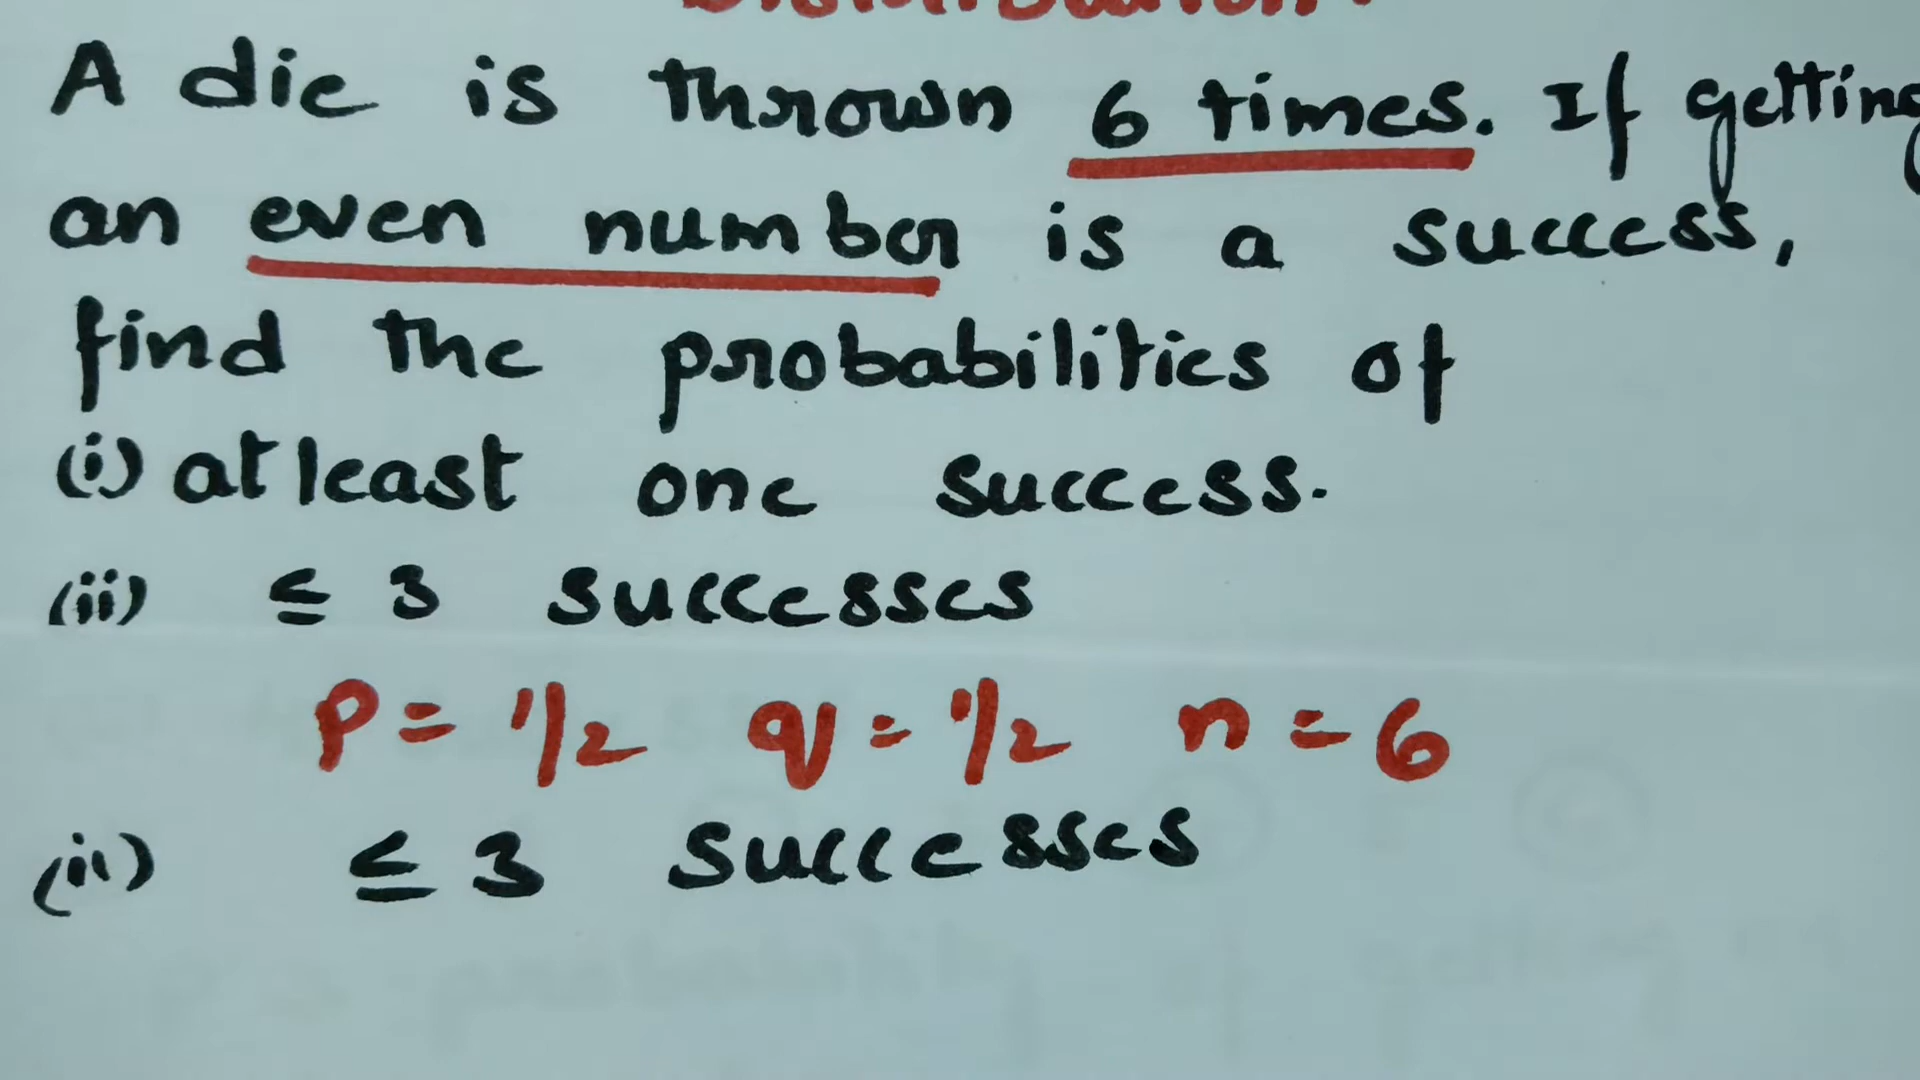 Distribution.
A die is thrown 6 times. If getting
an even number is a success,
find the probabilities of
(i) at least one success.
(ii) ≤ 3 successes
p = 1/2 q = 1/2 n = 6
(ii) ≤ 3 successes